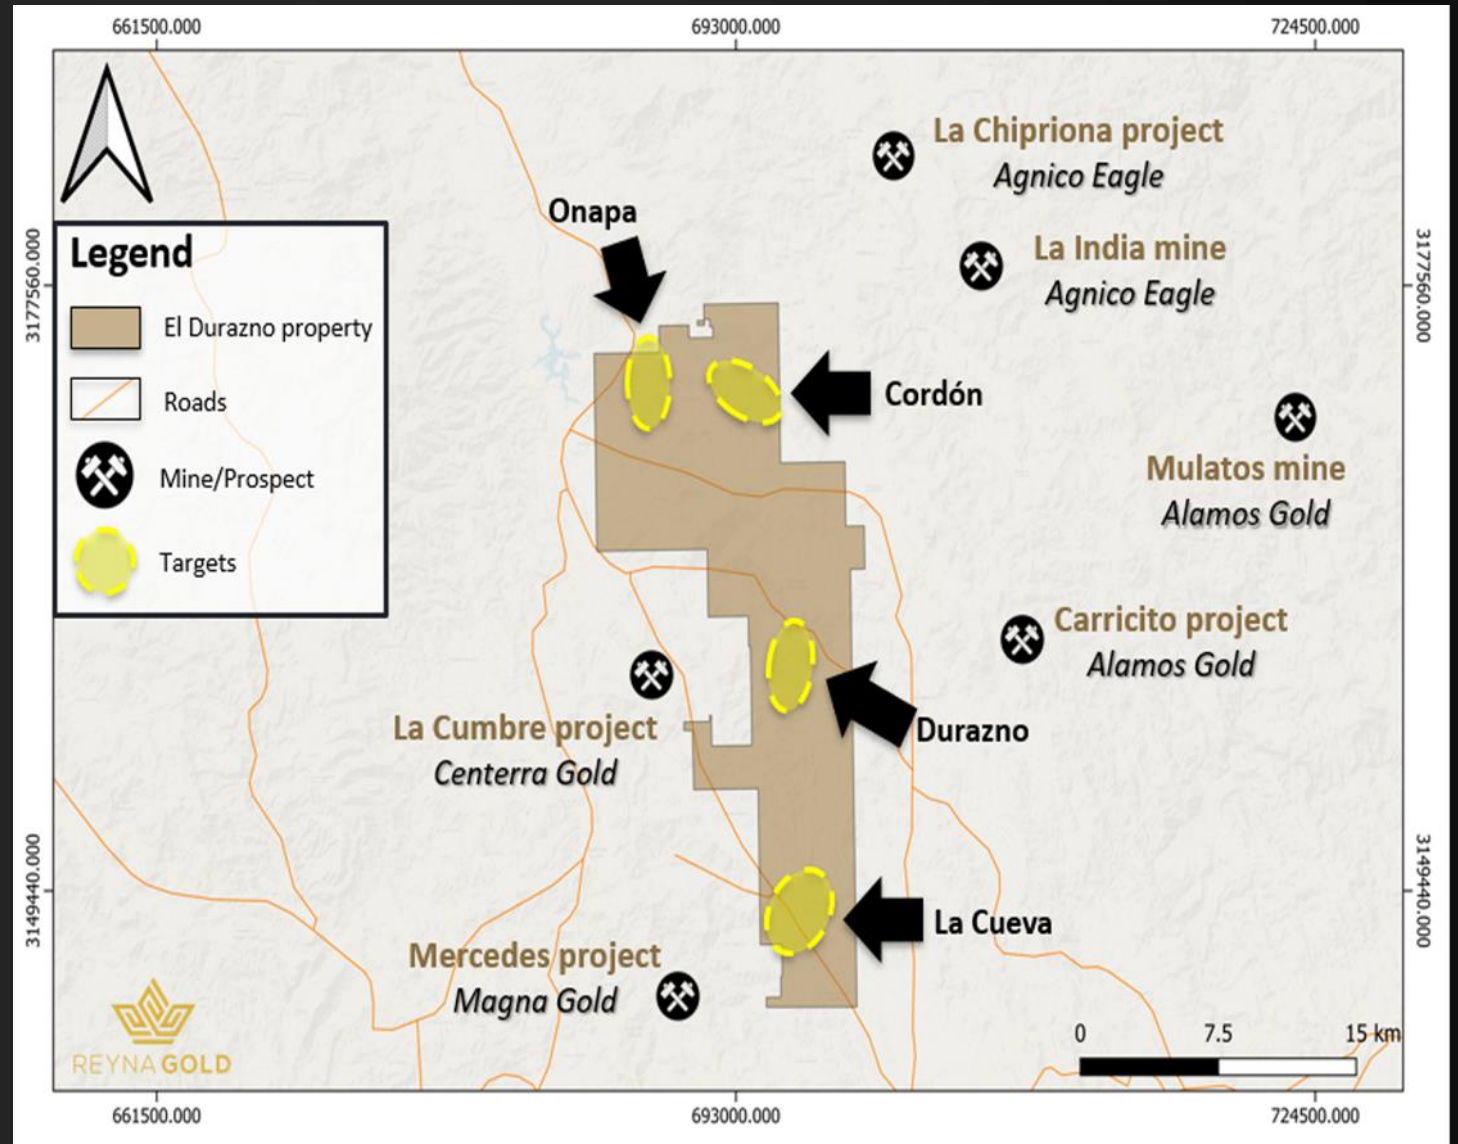 661500.000
693000.000
724500.000
La Chipriona project
Agnico Eagle
Onapa
3177560.000
3177560.000
Legend
La India mine
Agnico Eagle
El Durazno property
Roads
Cordón
Mine/Prospect
Mulatos mine
Alamos Gold
Targets
Carricito project
Alamos Gold
La Cumbre project
Centerra Gold
Durazno
3149440.000
3149440.000
La Cueva
Mercedes project
Magna Gold
REYNAGOLD
0 7.5 15 km
661500.000
693000.000
724500.000